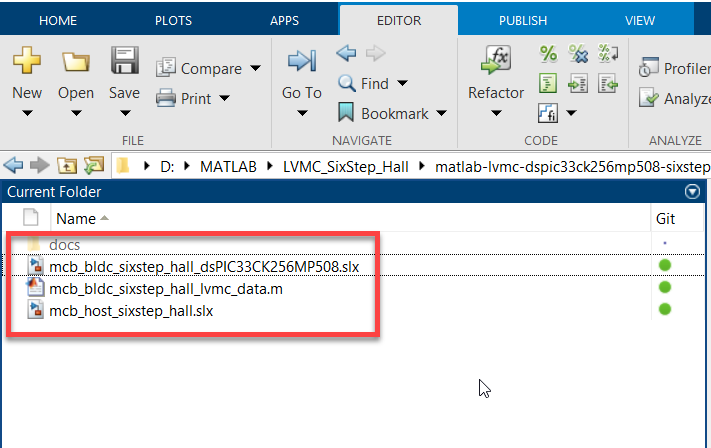 HOME PLOTS APPS EDITOR PUBLISH VIEW
New Open Save Compare Print
Go To Find Bookmark
Refactor
Profiler
Analyze
FILE NAVIGATE CODE ANALYZE
D: MATLAB LVMC_SixStep_Hall matlab-lvmc-dspic33ck256mp508-sixstep
Current Folder
Name Git
docs
mcb_bldc_sixstep_hall_dsPIC33CK256MP508.slx
mcb_bldc_sixstep_hall_lvmc_data.m
mcb_host_sixstep_hall.slx